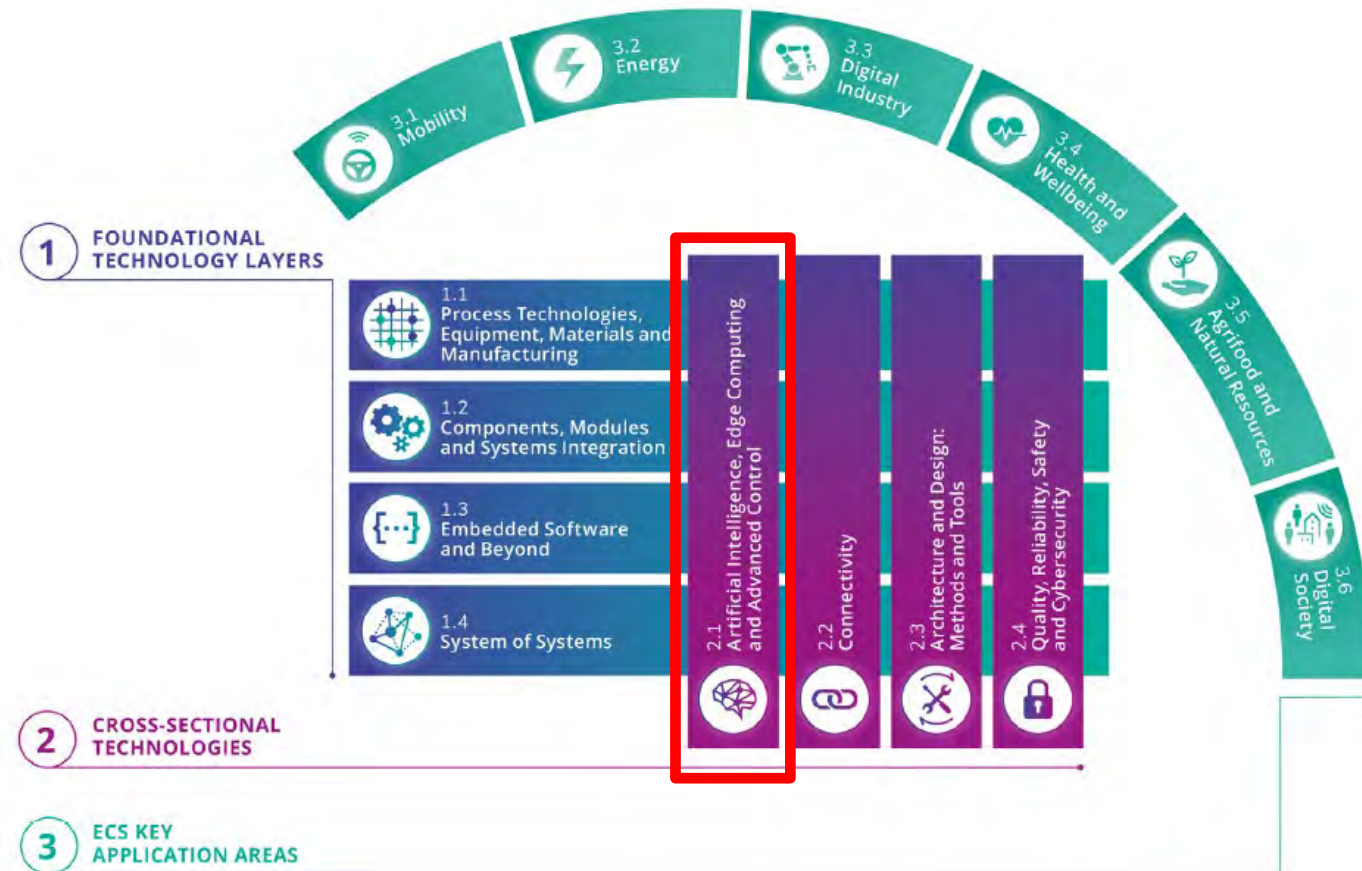 3.1
Mobility
3.2
Energy
3.3
Digital
Industry
3.4
Health and
Wellbeing
3.5
Agrifood and
Natural Resources
3.6
Digital
Society
1
FOUNDATIONAL
TECHNOLOGY LAYERS
1.1
Process Technologies,
Equipment, Materials and
Manufacturing
1.2
Components, Modules
and Systems Integration
1.3
Embedded Software
and Beyond
1.4
System of Systems
2.1
Artificial Intelligence, Edge Computing
and Advanced Control
2.2
Connectivity
2.3
Architecture and Design:
Methods and Tools
2.4
Quality, Reliability, Safety
and Cybersecurity
2
CROSS-SECTIONAL
TECHNOLOGIES
3
ECS KEY
APPLICATION AREAS